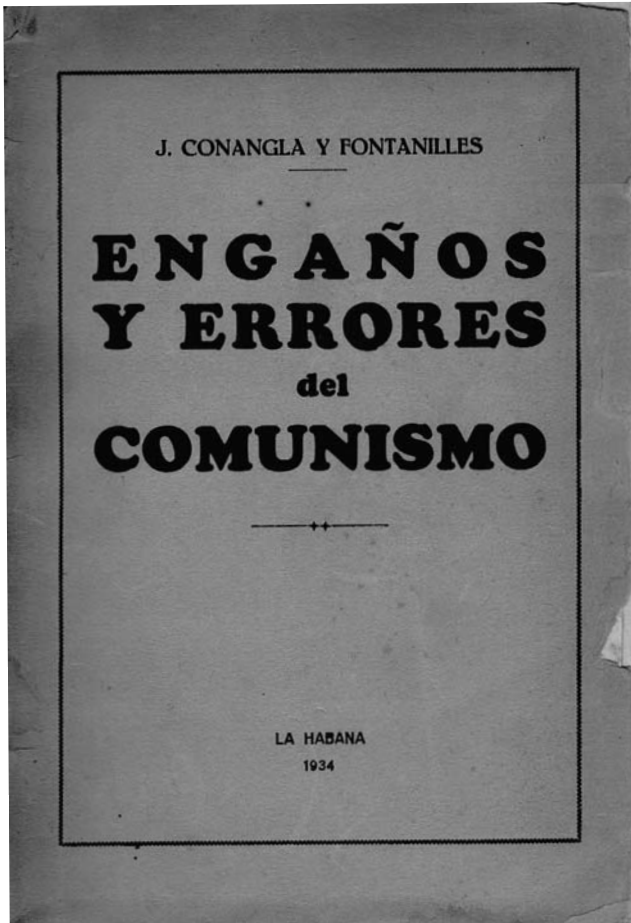 J. CONANGLA Y FONTANILLES
ENGAÑOS
Y ERRORES
del
COMUNISMO
LA HABANA
1934